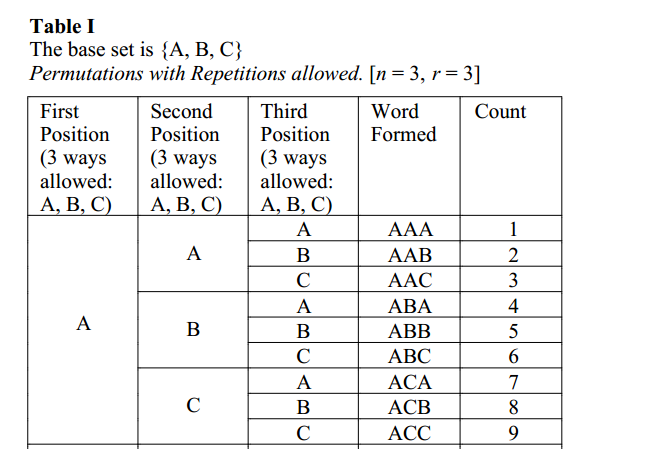 Table I
The base set is {A, B, C}
Permutations with Repetitions allowed. [n = 3, r = 3]
First Position (3 ways allowed: A, B, C) Second Position (3 ways allowed: A, B, C) Third Position (3 ways allowed: A, B, C) Word Formed Count
A A A AAA 1
B AAB 2
C AAC 3
B A ABA 4
B ABB 5
C ABC 6
C A ACA 7
B ACB 8
C ACC 9